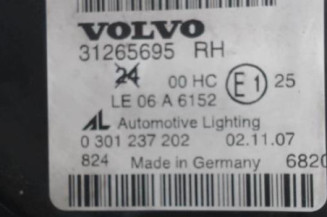 VOLVO
31265695 RH
24 00 HC E1 25
LE 06 A 6152
AL Automotive Lighting
0 301 237 202 02.11.07
824 Made in Germany 6820